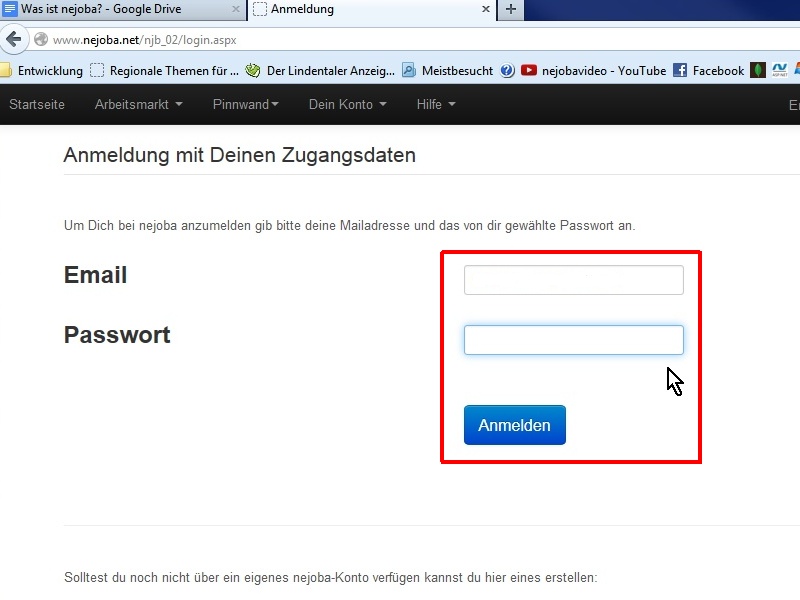 Was ist nejoba? - Google Drive × Anmeldung × +
www.nejoba.net/njb_02/login.aspx
Entwicklung Regionale Themen für ... Der Lindentaler Anzeig... Meistbesucht nejobavideo - YouTube Facebook
Startseite Arbeitsmarkt Pinnwand Dein Konto Hilfe
Anmeldung mit Deinen Zugangsdaten
Um Dich bei nejoba anzumelden gib bitte deine Mailadresse und das von dir gewählte Passwort an.
Email
Passwort
Anmelden
Solltest du noch nicht über ein eigenes nejoba-Konto verfügen kannst du hier eines erstellen: